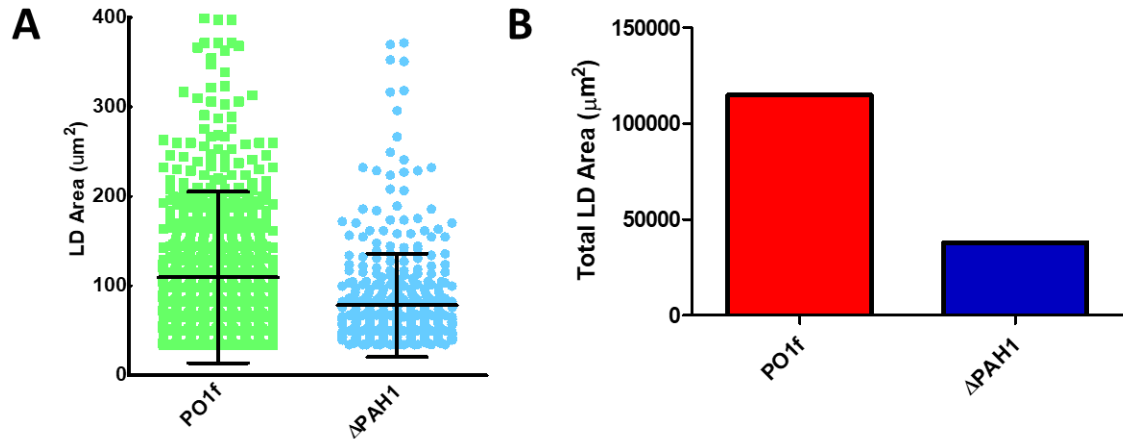 A
LD Area (um²)
400
300
200
100
0
PO1f
ΔPAH1
B
Total LD Area (μm²)
150000
100000
50000
0
PO1f
ΔPAH1